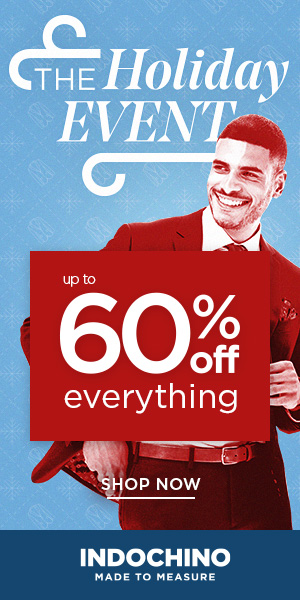 THE Holiday
EVENT
up to
60% off
everything
SHOP NOW
INDOCHINO
MADE TO MEASURE